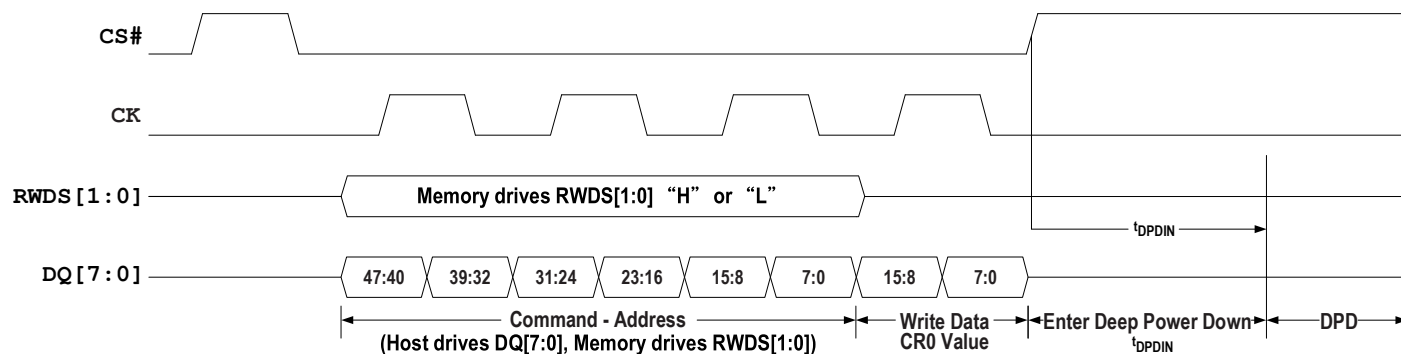 CS#
CK
RWDS[1:0]
Memory drives RWDS[1:0] “H” or “L”
tDPDIN
DQ[7:0]
47:40 39:32 31:24 23:16 15:8 7:0 15:8 7:0
Command - Address Write Data Enter Deep Power Down DPD
(Host drives DQ[7:0], Memory drives RWDS[1:0]) CR0 Value tDPDIN